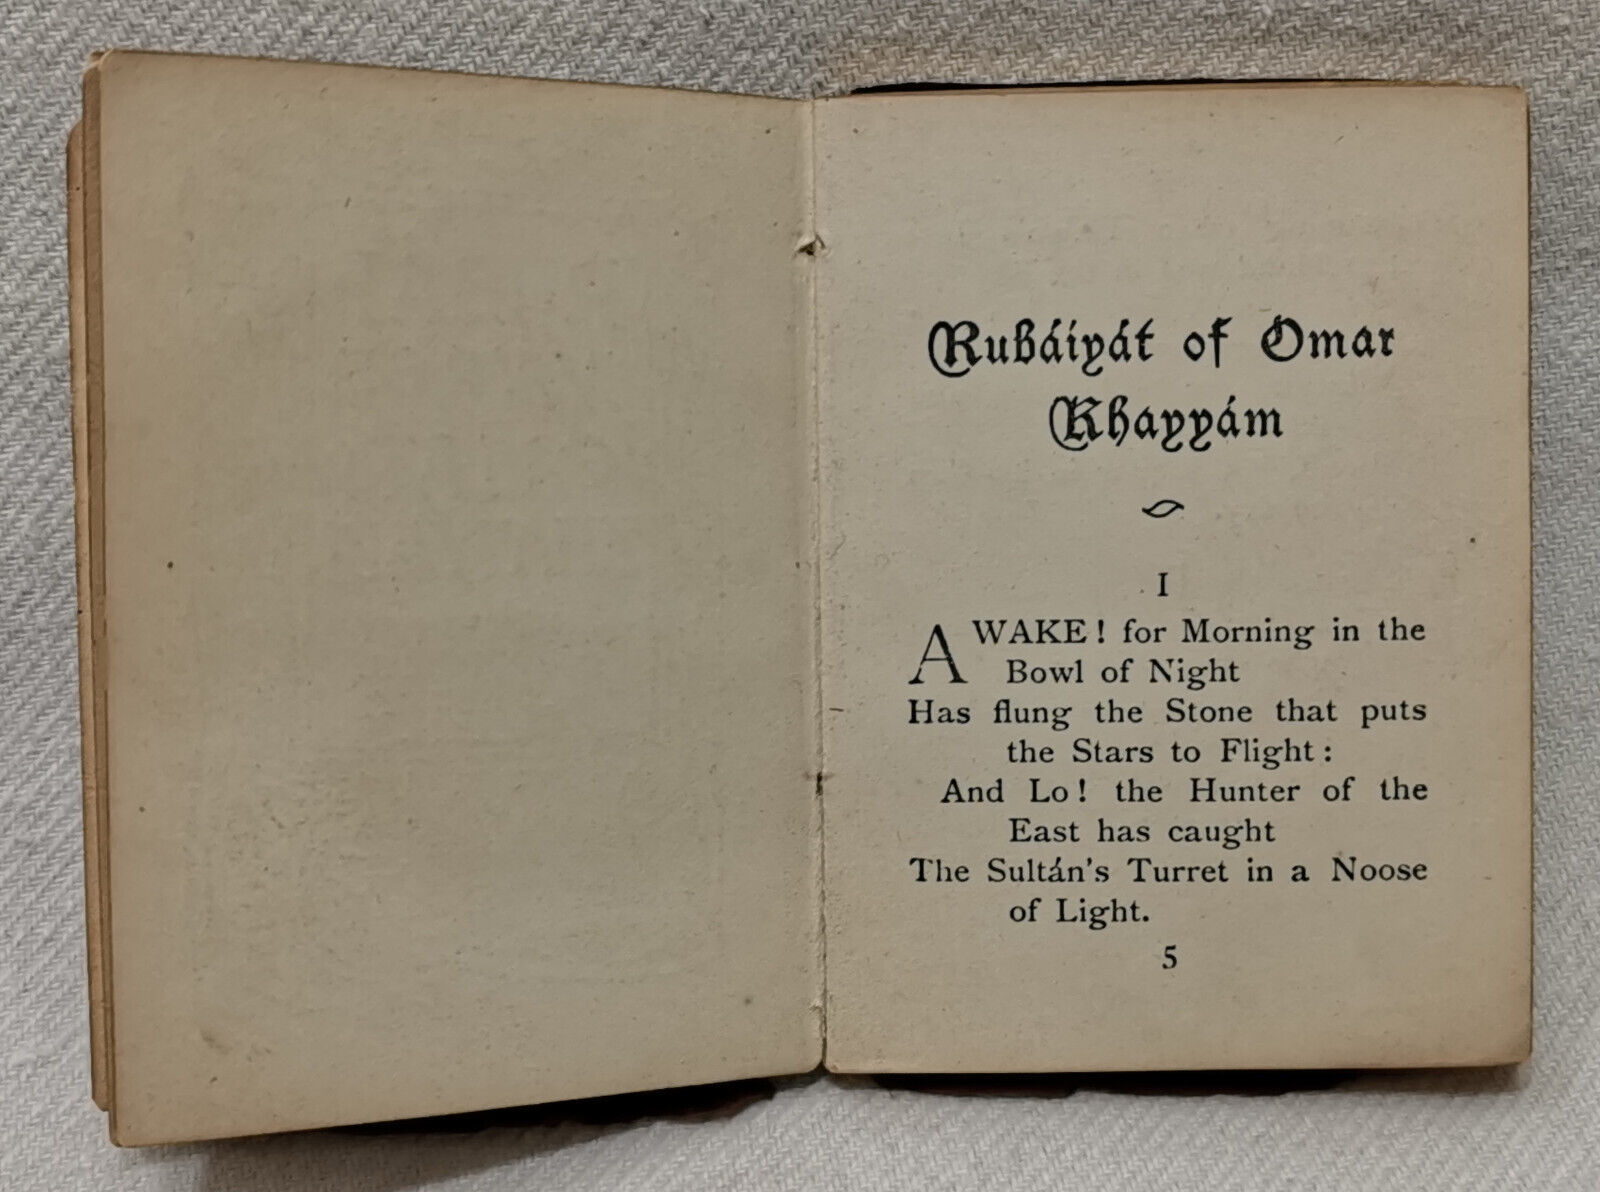 Rubáiyát of Omar
Khayyám
I
AWAKE! for Morning in the
Bowl of Night
Has flung the Stone that puts
the Stars to Flight:
And Lo! the Hunter of the
East has caught
The Sultán's Turret in a Noose
of Light.
5